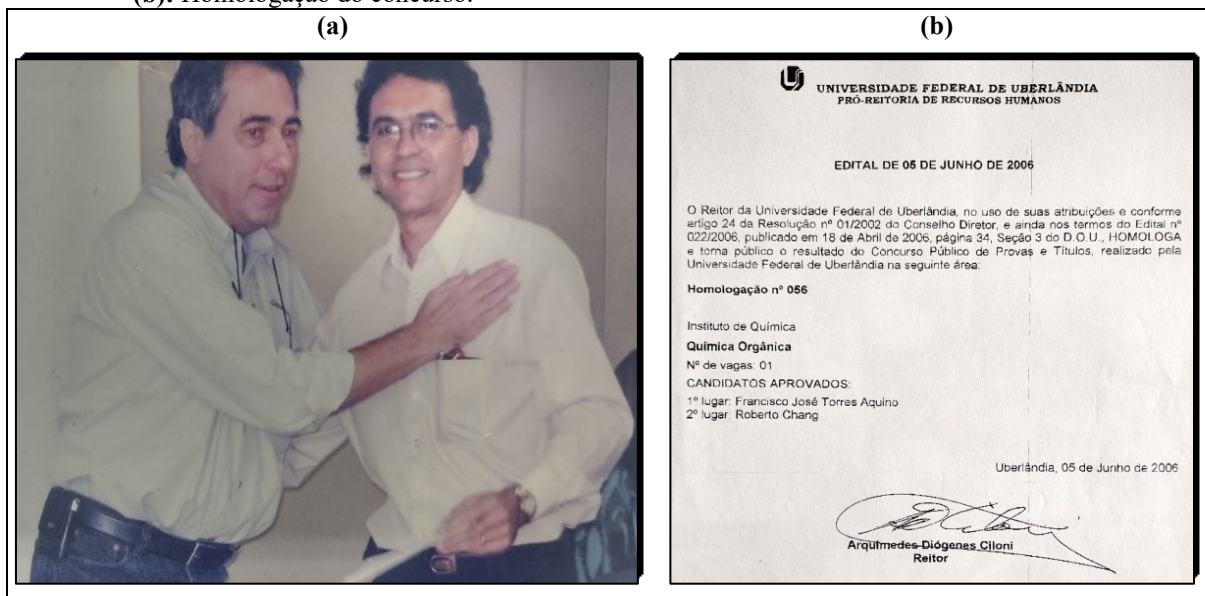 (b). Homologação do concurso.
(a)
(b)
UNIVERSIDADE FEDERAL DE UBERLÂNDIA
PRÓ-REITORIA DE RECURSOS HUMANOS
EDITAL DE 05 DE JUNHO DE 2006
O Reitor da Universidade Federal de Uberlândia, no uso de suas atribuições e conforme
artigo 24 da Resolução nº 01/2002 do Conselho Diretor, e ainda nos termos do Edital nº
022/2006, publicado em 18 de Abril de 2006, página 34, Seção 3 do D.O.U., HOMOLOGA
e torna público o resultado do Concurso Público de Provas e Títulos, realizado pela
Universidade Federal de Uberlândia na seguinte área:
Homologação nº 056
Instituto de Química
Química Orgânica
Nº de vagas: 01
CANDIDATOS APROVADOS:
1º lugar: Francisco José Torres Aquino
2º lugar: Roberto Chang
Uberlândia, 05 de Junho de 2006
Arquimedes Diógenes Ciloni
Reitor